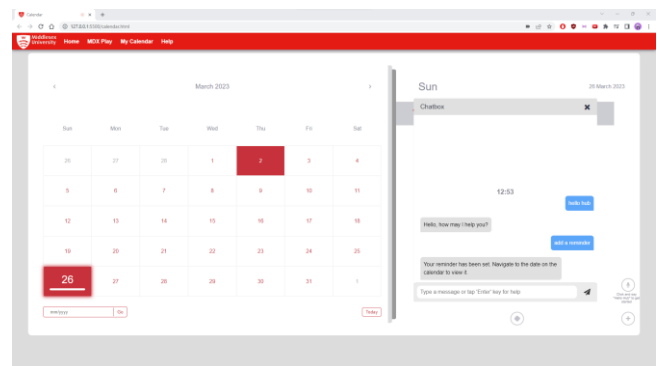 Calendar
127.0.0.1:5500/calendar.html
Middlesex
University
Home MDX Play My Calendar Help
March 2023
Sun Mon Tue Wed Thu Fri Sat
26 27 28 1 2 3 4
5 6 7 8 9 10 11
12 13 14 15 16 17 18
19 20 21 22 23 24 25
26 27 28 29 30 31 1
mm/yyyy Go Today
Sun 26 March 2023
Chatbox
12:53
hello hub
Hello, how may I help you?
add a reminder
Your reminder has been set. Navigate to the date on the
calendar to view it
Type a message or tap 'Enter' key for help